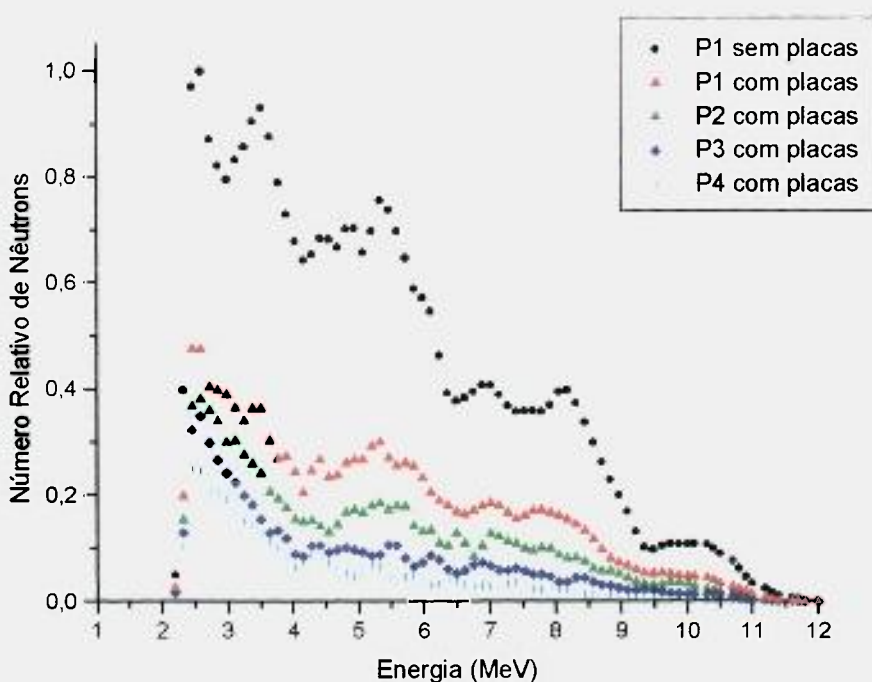 P1 sem placas
P1 com placas
P2 com placas
P3 com placas
P4 com placas
Número Relativo de Nêutrons
1,0
0,8
0,6
0,4
0,2
0,0
1 2 3 4 5 6 7 8 9 10 11 12
Energia (MeV)